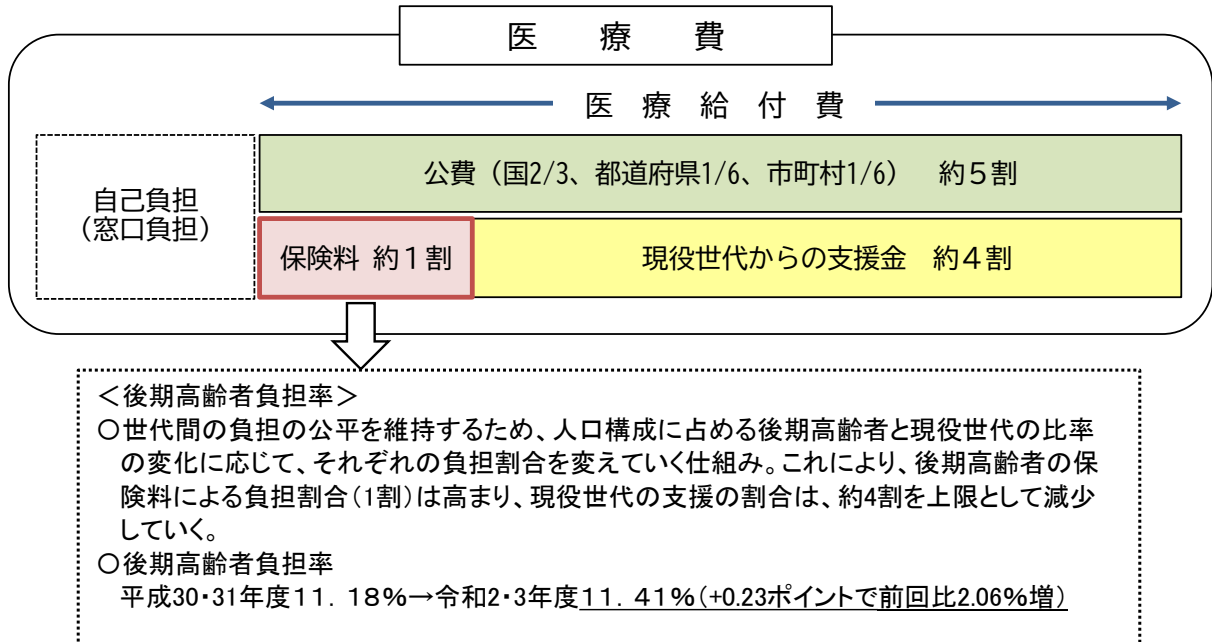 医　療　費
医　療　給　付　費
公費（国2/3、都道府県1/6、市町村1/6）　約５割
自己負担
（窓口負担）
保険料 約１割
現役世代からの支援金　約４割
＜後期高齢者負担率＞
○世代間の負担の公平を維持するため、人口構成に占める後期高齢者と現役世代の比率
の変化に応じて、それぞれの負担割合を変えていく仕組み。これにより、後期高齢者の保
険料による負担割合（1割）は高まり、現役世代の支援の割合は、約4割を上限として減少
していく。
○後期高齢者負担率
平成30・31年度11．18％→令和2・3年度11．41％（+0.23ポイントで前回比2.06％増）